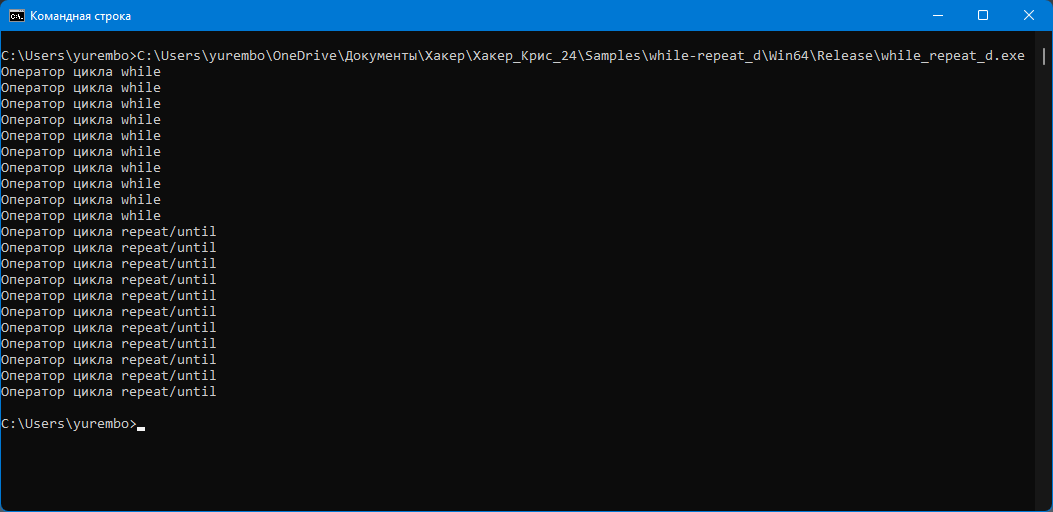 Командная строка
C:\Users\yurembo>C:\Users\yurembo\OneDrive\Документы\Хакер\Хакер_Крис_24\Samples\while-repeat_d\Win64\Release\while_repeat_d.exe
Оператор цикла while
Оператор цикла while
Оператор цикла while
Оператор цикла while
Оператор цикла while
Оператор цикла while
Оператор цикла while
Оператор цикла while
Оператор цикла while
Оператор цикла while
Оператор цикла repeat/until
Оператор цикла repeat/until
Оператор цикла repeat/until
Оператор цикла repeat/until
Оператор цикла repeat/until
Оператор цикла repeat/until
Оператор цикла repeat/until
Оператор цикла repeat/until
Оператор цикла repeat/until
Оператор цикла repeat/until
Оператор цикла repeat/until
C:\Users\yurembo>